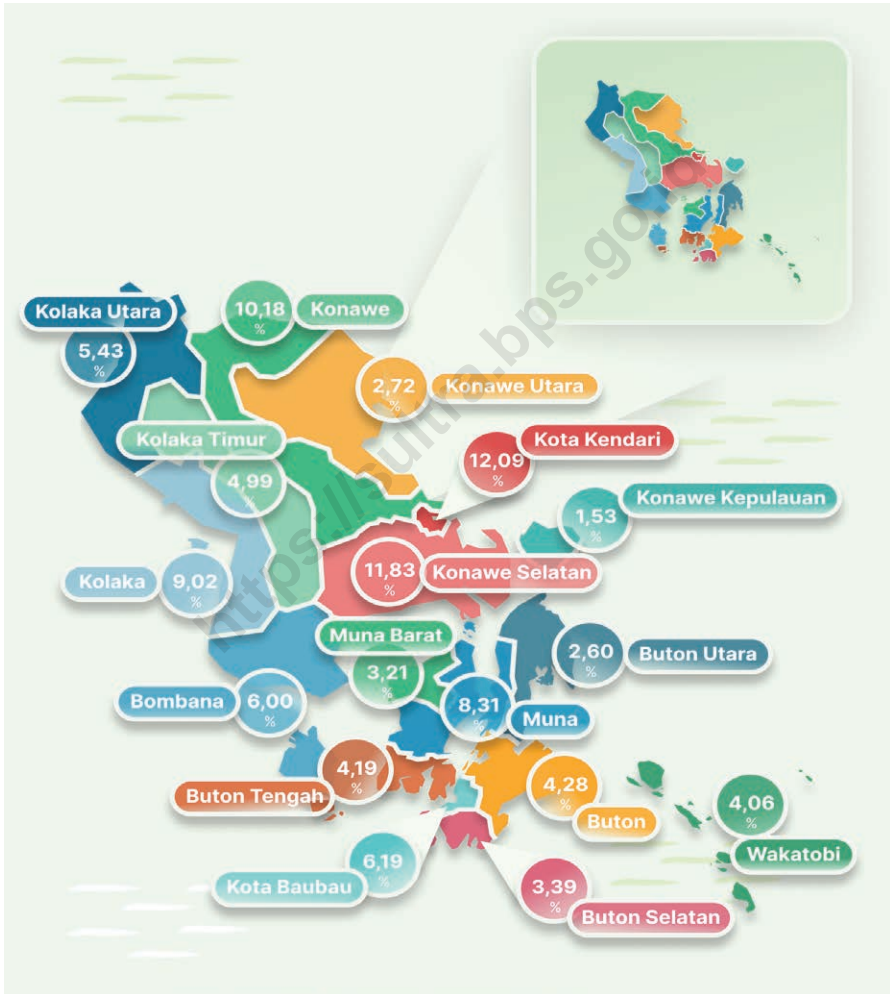 Kolaka Utara
5,43
%
10,18
%
Konawe
2,72
%
Konawe Utara
Kolaka Timur
4,99
%
Kota Kendari
12,09
%
Konawe Kepulauan
1,53
%
Kolaka
9,02
%
11,83
%
Konawe Selatan
Muna Barat
3,21
%
2,60
%
Buton Utara
Bombana
6,00
%
8,31
%
Muna
4,19
%
Buton Tengah
4,28
%
Buton
4,06
%
Wakatobi
6,19
%
Kota Baubau
3,39
%
Buton Selatan
https://sultra.bps.go.id